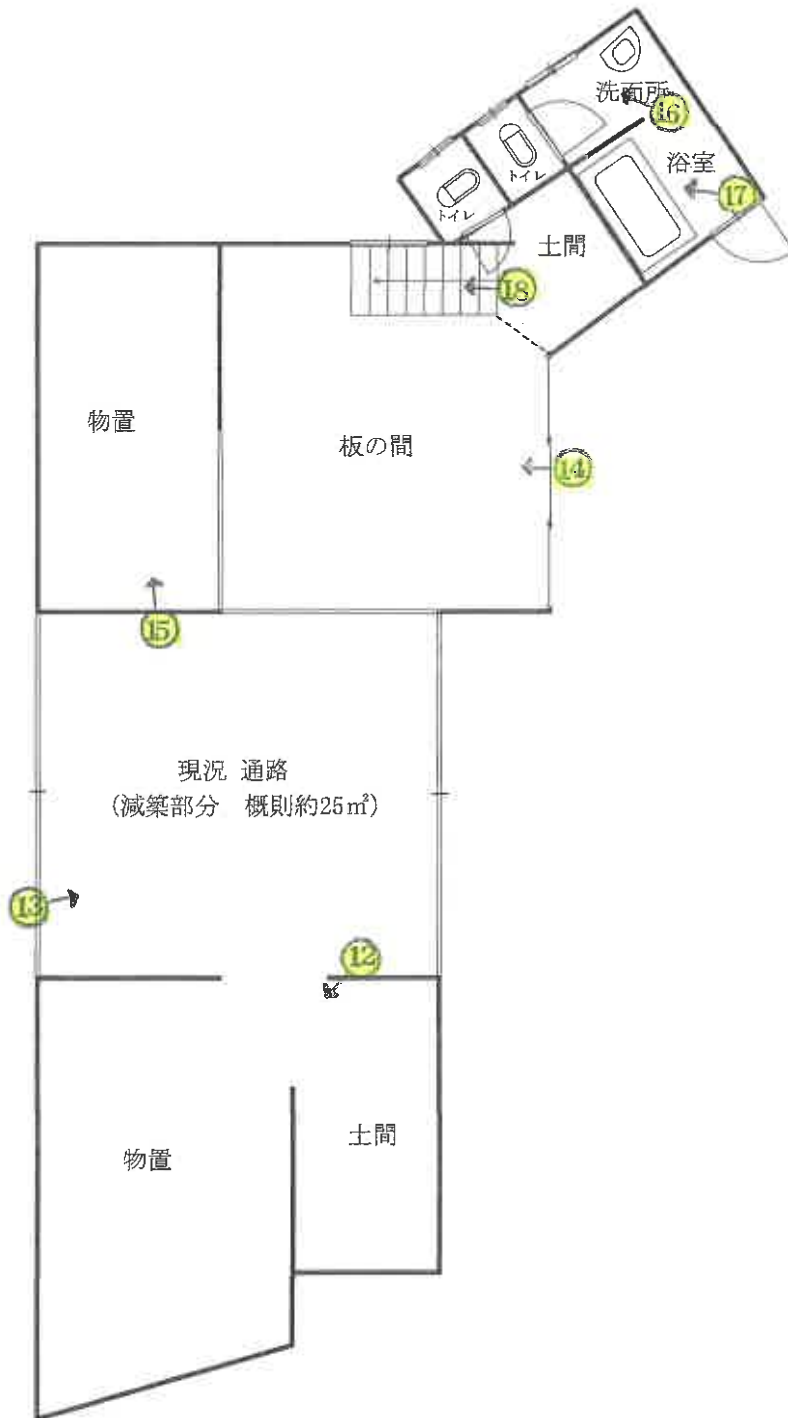 洗面所
⑯
トイレ
浴室
トイレ
⑰
土間
⑱
物置
板の間
⑭
⑮
現況 通路
(減築部分 概則約25㎡)
⑬
⑫
土間
物置